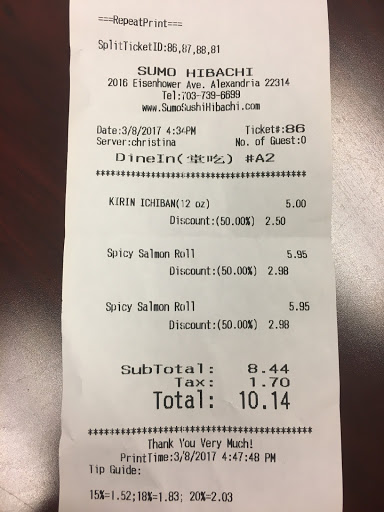 ===RepeatPrint===
SplitTicketID:86,87,88,81
SUMO HIBACHI
2016 Eisenhower Ave. Alexandria 22314
Tel:703-739-6699
www.SumoSushiHibachi.com
Date:3/8/2017 4:34PM Ticket#:86
Server:christina No. of Guest:0
DineIn(堂吃) #A2
****************************************
KIRIN ICHIBAN(12 oz) 5.00
Discount:(50.00%) 2.50
Spicy Salmon Roll 5.95
Discount:(50.00%) 2.98
Spicy Salmon Roll 5.95
Discount:(50.00%) 2.98
SubTotal: 8.44
Tax: 1.70
Total: 10.14
****************************************
Thank You Very Much!
PrintTime:3/8/2017 4:47:48 PM
Tip Guide:
15%=1.52;18%=1.83; 20%=2.03